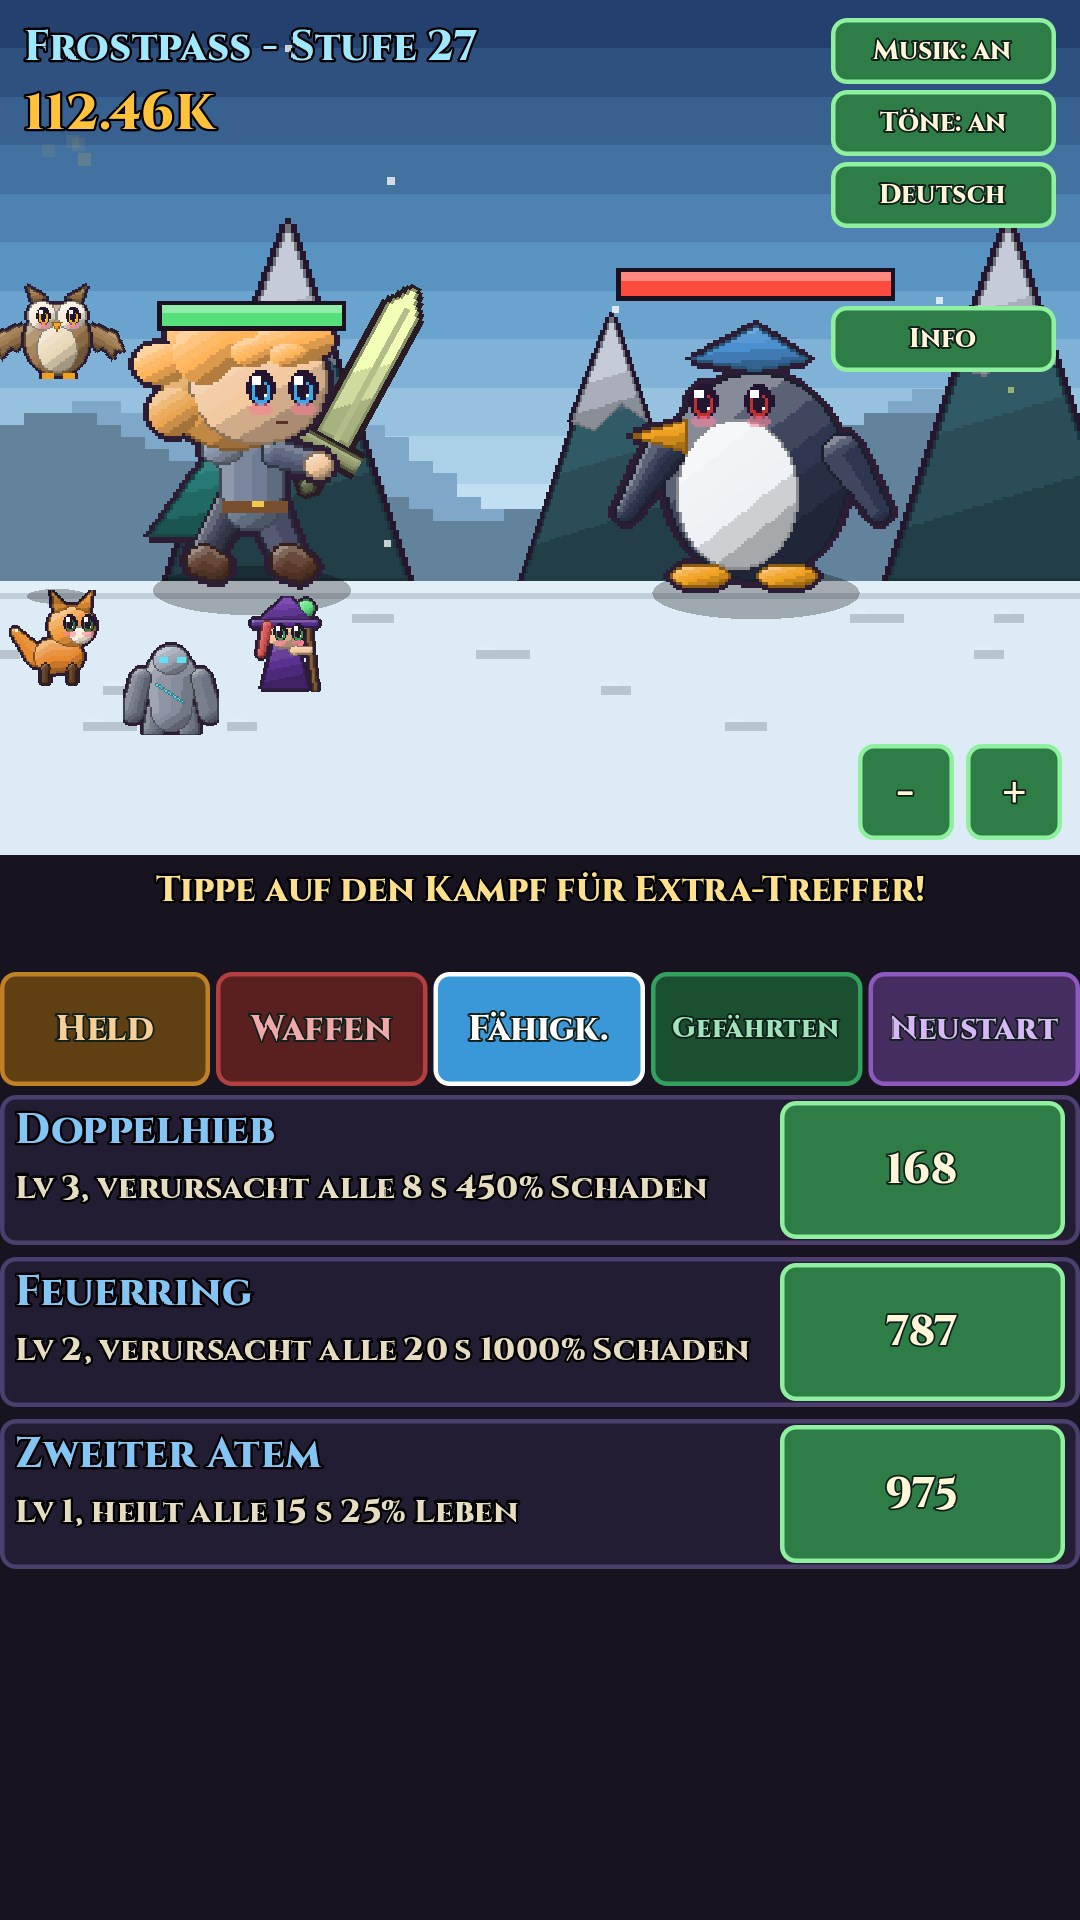 Frostpass - Stufe 27
112.46K
Musik: an
Töne: an
Deutsch
Info
-
+
Tippe auf den Kampf für Extra-Treffer!
Held
Waffen
Fähigk.
Gefährten
Neustart
Doppelhieb
Lv 3, verursacht alle 8 s 450% Schaden
168
Feuerring
Lv 2, verursacht alle 20 s 1000% Schaden
787
Zweiter Atem
Lv 1, heilt alle 15 s 25% Leben
975